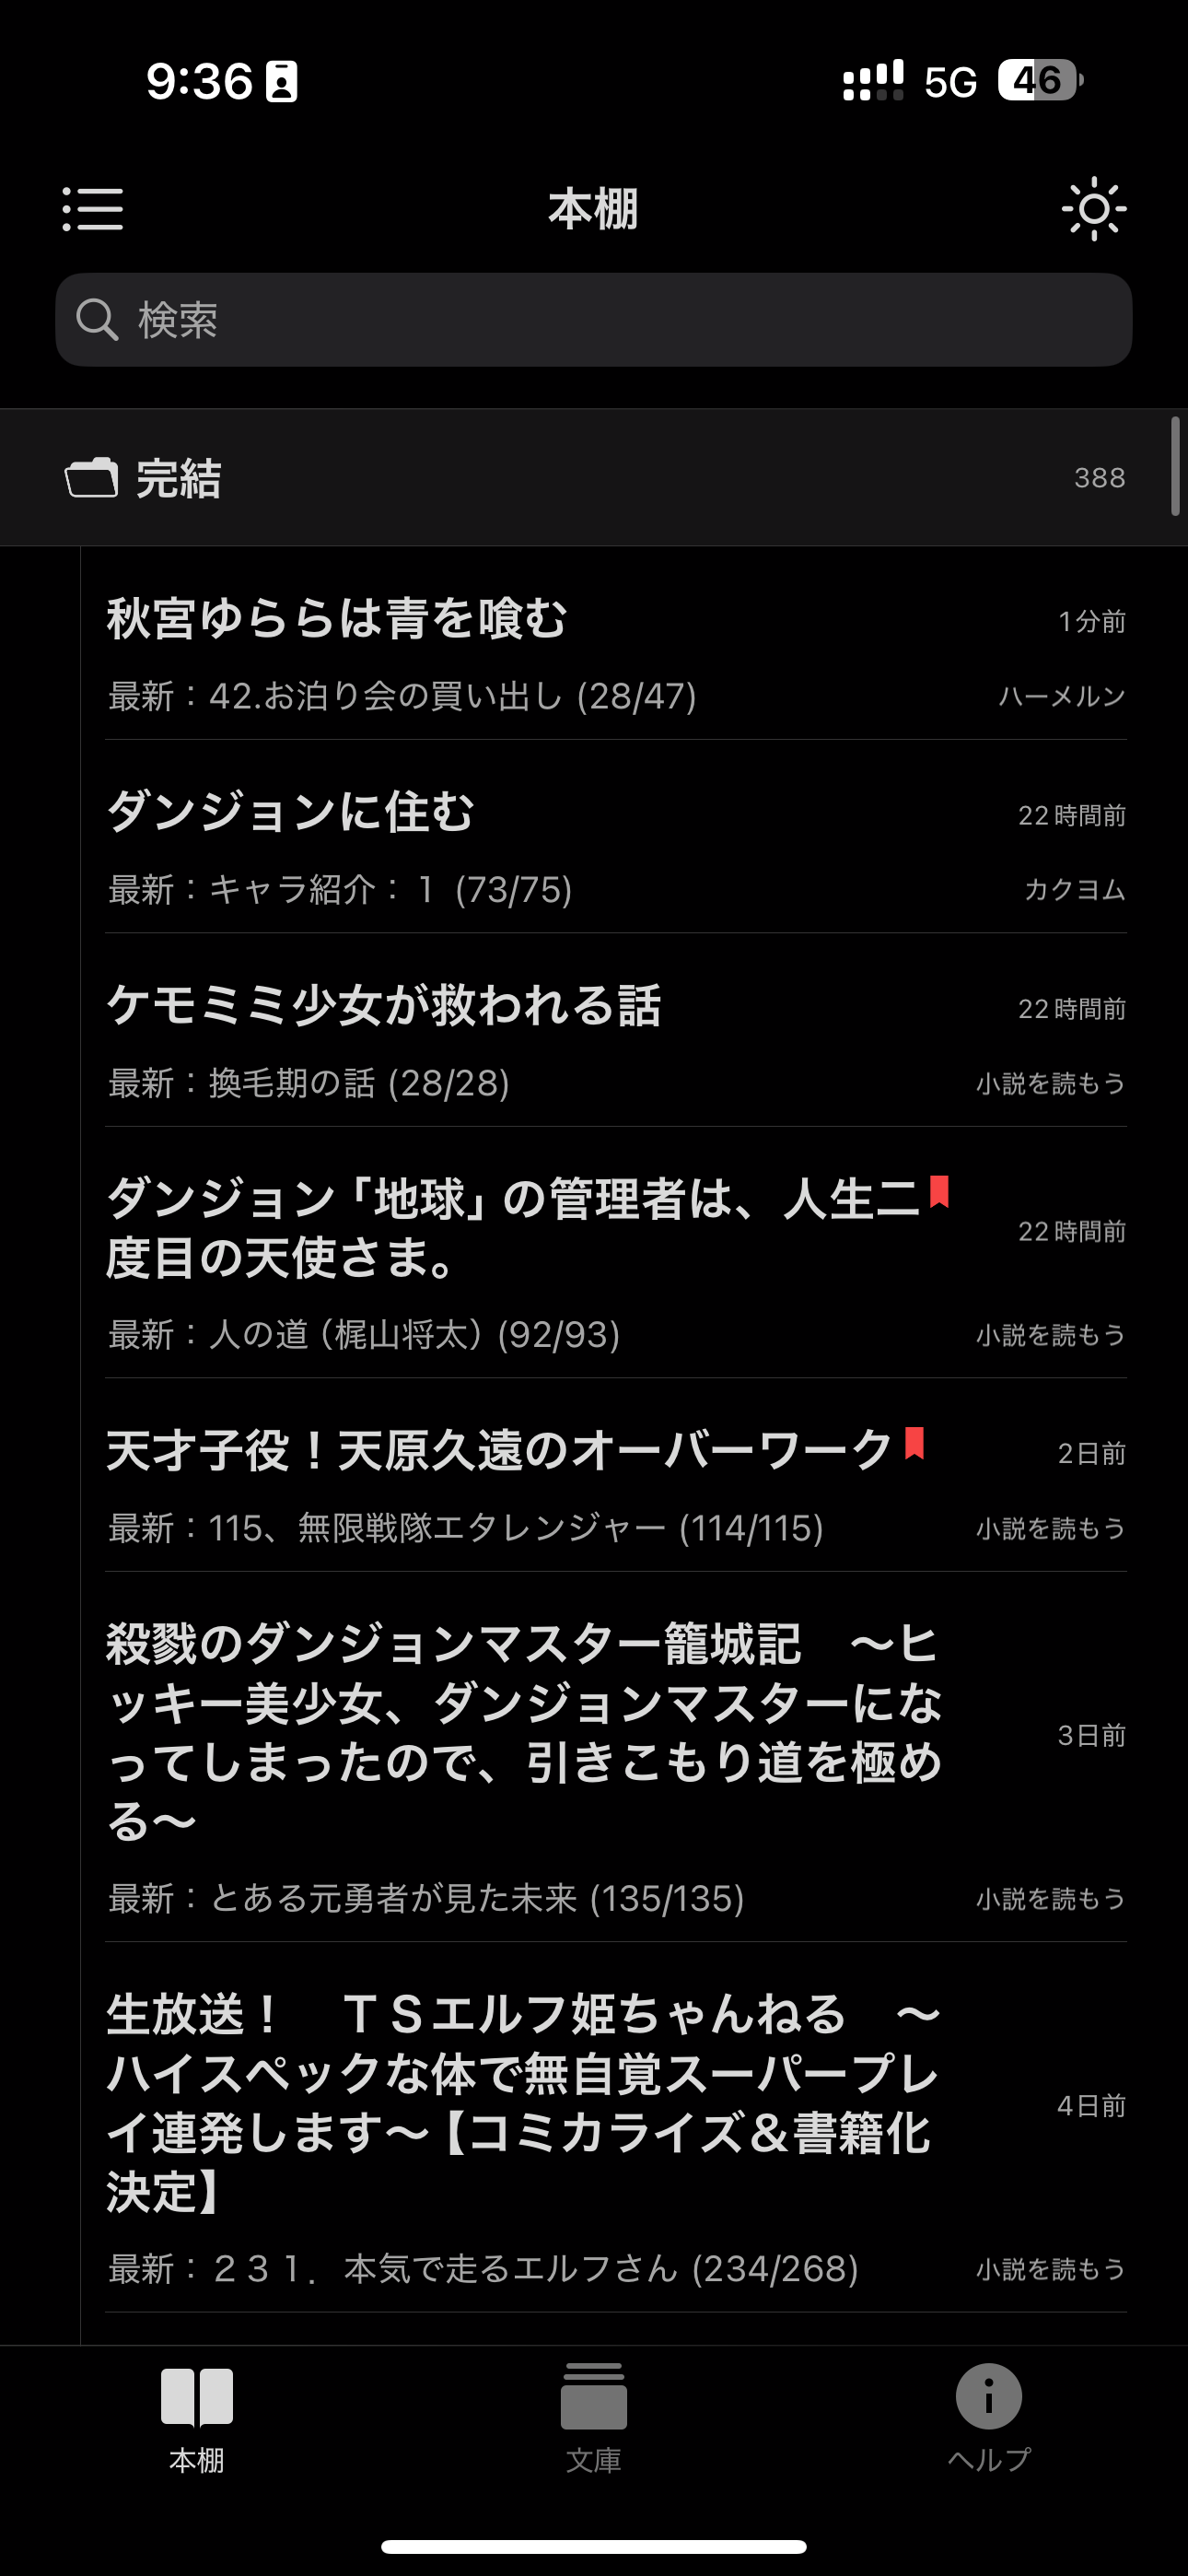 9:36
5G 46
本棚
検索
完結 388
秋宮ゆららは青を喰む 1分前
最新：42.お泊り会の買い出し (28/47) ハーメルン
ダンジョンに住む 22時間前
最新：キャラ紹介：１ (73/75) カクヨム
ケモミミ少女が救われる話 22時間前
最新：換毛期の話 (28/28) 小説を読もう
ダンジョン「地球」の管理者は、人生二
度目の天使さま。 22時間前
最新：人の道（梶山将太）(92/93) 小説を読もう
天才子役！天原久遠のオーバーワーク 2日前
最新：115、無限戦隊エタレンジャー (114/115) 小説を読もう
殺戮のダンジョンマスター籠城記　～ヒ
ッキー美少女、ダンジョンマスターにな
ってしまったので、引きこもり道を極め
る～ 3日前
最新：とある元勇者が見た未来 (135/135) 小説を読もう
生放送！　ＴＳエルフ姫ちゃんねる　～
ハイスペックな体で無自覚スーパープレ
イ連発します～【コミカライズ＆書籍化
決定】 4日前
最新：２３１．本気で走るエルフさん (234/268) 小説を読もう
本棚 文庫 ヘルプ